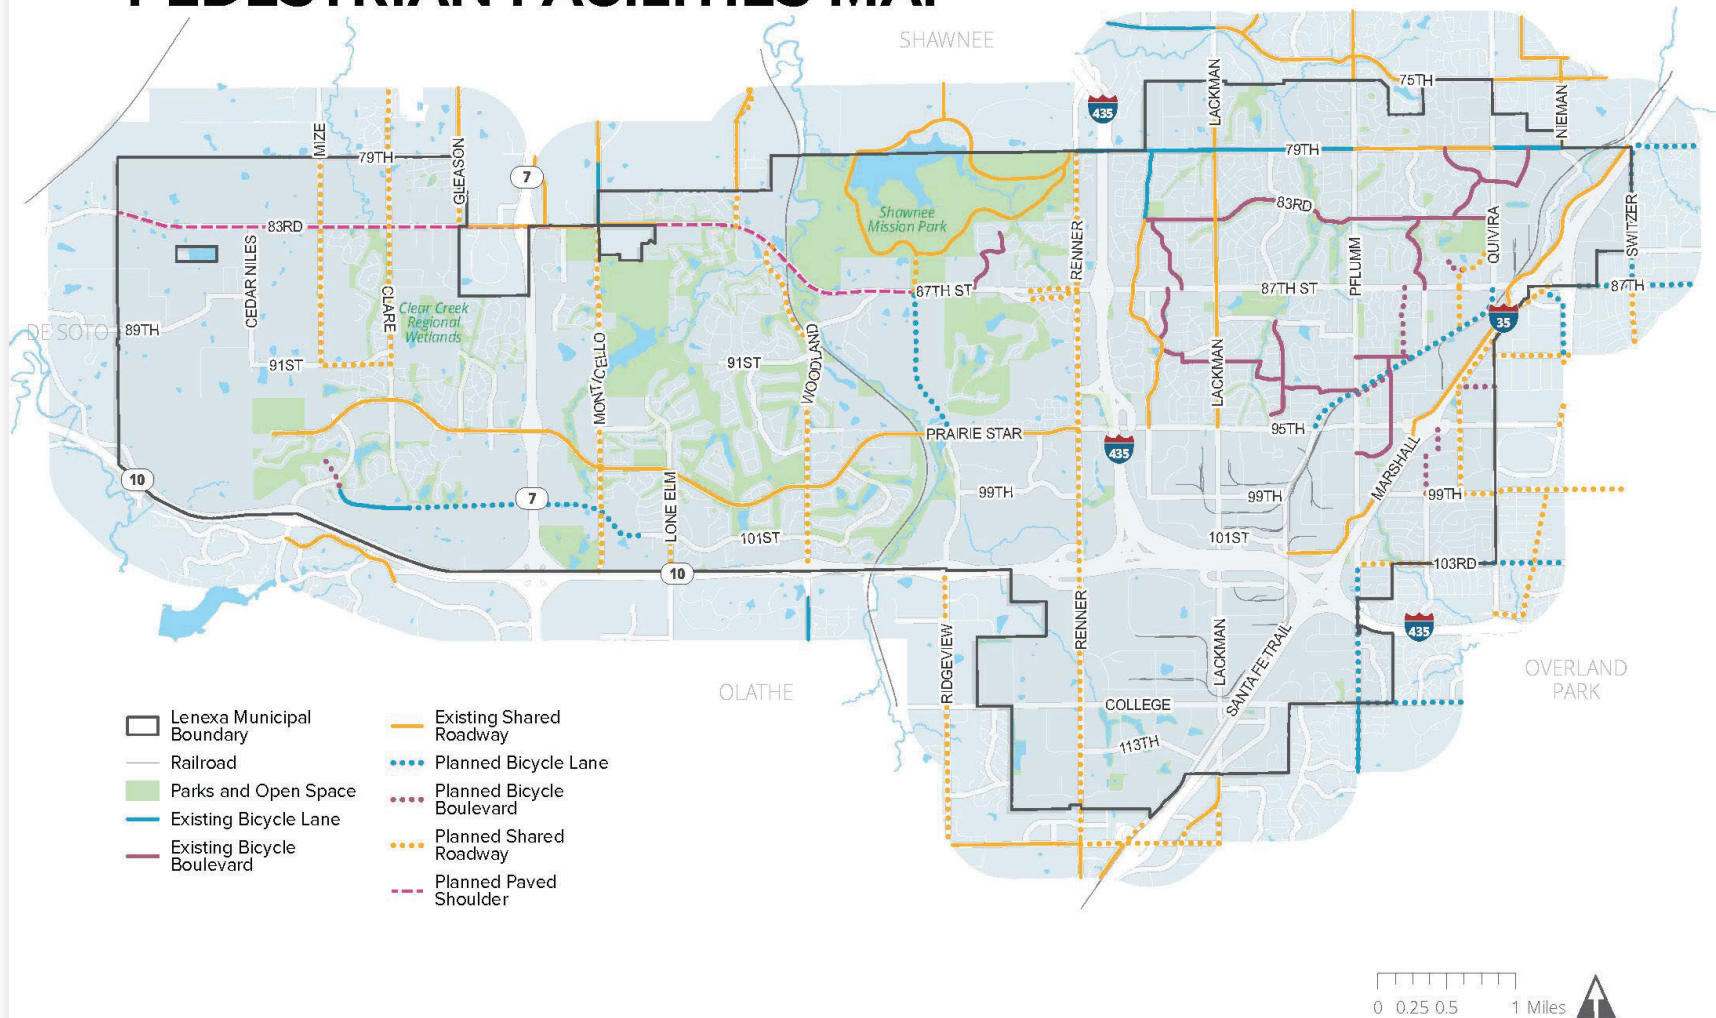 PEDESTRIAN FACILITIES MAP
SHAWNEE
75TH
LACKMAN
NIEMAN
435
MIZE
79TH
GLEASON
7
79TH
83RD
Shawnee
Mission Park
83RD
QUIVIRA
SWITZER
CEDAR NILES
CLARE
RENNER
PFLUMM
87TH ST
87TH ST
87TH
DE SOTO
89TH
Clear Creek
Regional
Wetlands
35
91ST
MONTICELLO
91ST
WOODLAND
LACKMAN
PRAIRIE STAR
95TH
435
MARSHALL
10
7
LONE ELM
99TH
99TH
99TH
101ST
101ST
10
103RD
RIDGEVIEW
RENNER
LACKMAN
SANTA FE TRAIL
435
OLATHE
OVERLAND
PARK
COLLEGE
113TH
Lenexa Municipal
Boundary
Railroad
Parks and Open Space
Existing Bicycle Lane
Existing Bicycle
Boulevard
Existing Shared
Roadway
Planned Bicycle Lane
Planned Bicycle
Boulevard
Planned Shared
Roadway
Planned Paved
Shoulder
0 0.25 0.5 1 Miles